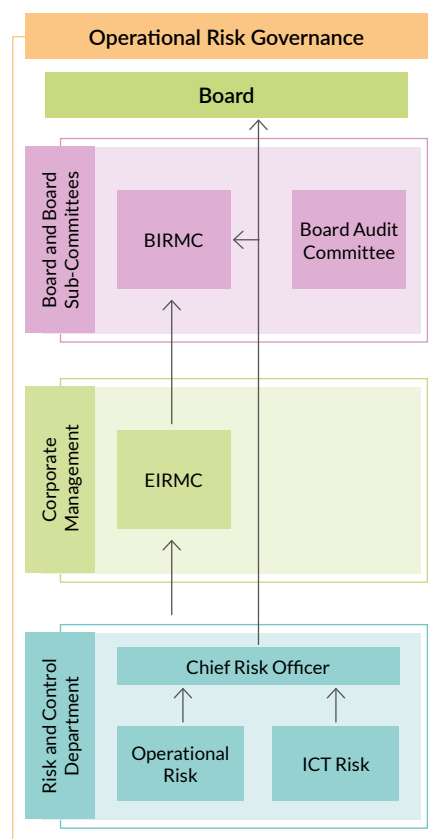 Operational Risk Governance
Board
Board and Board
Sub-Committees
BIRMC
Board Audit
Committee
Corporate
Management
EIRMC
Risk and Control
Department
Chief Risk Officer
Operational
Risk
ICT Risk